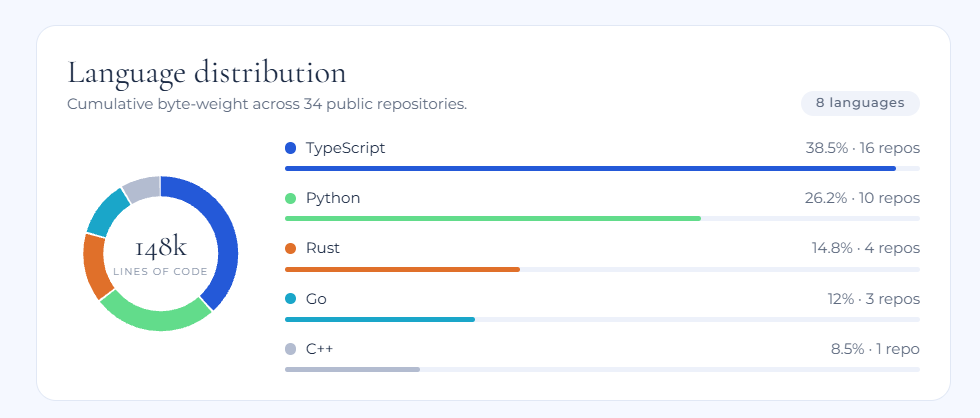 Language distribution
Cumulative byte-weight across 34 public repositories.
8 languages
TypeScript 38.5% · 16 repos
Python 26.2% · 10 repos
Rust 14.8% · 4 repos
Go 12% · 3 repos
C++ 8.5% · 1 repo
148k
LINES OF CODE